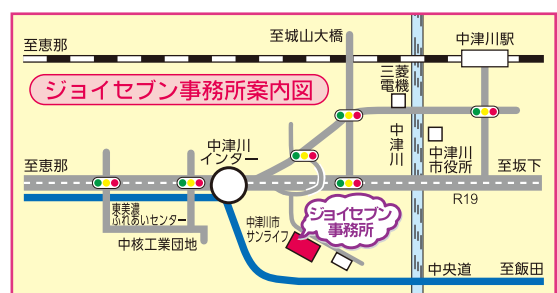 至城山大橋
中津川駅
至恵那
三菱
電機
ジョイセブン事務所案内図
中津川
中津川
インター
中津川
市役所
至恵那
至坂下
R19
東美濃
ふれあいセンター
中津川市
サンライフ
ジョイセブン
事務所
中核工業団地
中央道
至飯田